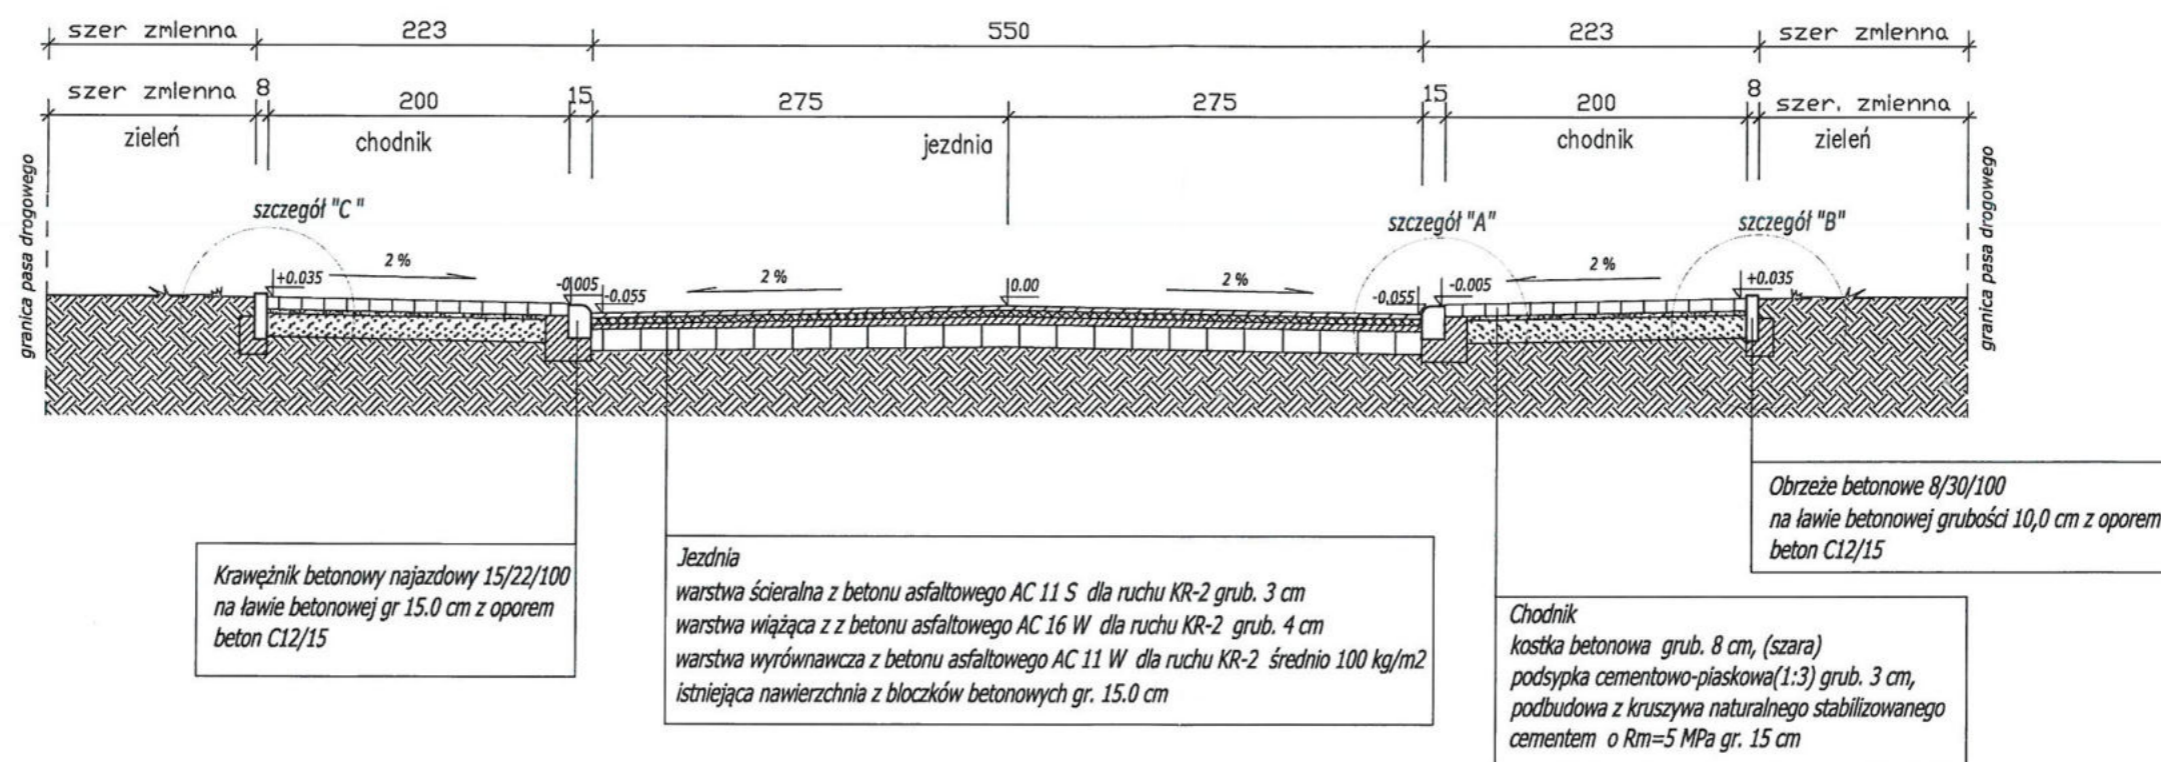 szer zmienna 223 550 223 szer zmienna
szer zmienna 8 200 15 275 275 15 200 8 szer. zmienna
zieleń chodnik jezdnia chodnik zieleń
granica pasa drogowego
granica pasa drogowego
szczegół "C " szczegół "A" szczegół "B"
+0.035 2 % -0.005 -0.055 2 % 0.00 2 % -0.055 -0.005 2 % +0.035
Krawężnik betonowy najazdowy 15/22/100
na ławie betonowej gr 15.0 cm z oporem
beton C12/15
Jezdnia
warstwa ścieralna z betonu asfaltowego AC 11 S dla ruchu KR-2 grub. 3 cm
warstwa wiążąca z z betonu asfaltowego AC 16 W dla ruchu KR-2 grub. 4 cm
warstwa wyrównawcza z betonu asfaltowego AC 11 W dla ruchu KR-2 średnio 100 kg/m2
istniejąca nawierzchnia z bloczków betonowych gr. 15.0 cm
Obrzeże betonowe 8/30/100
na ławie betonowej grubości 10,0 cm z oporem
beton C12/15
Chodnik
kostka betonowa grub. 8 cm, (szara)
podsypka cementowo-piaskowa(1:3) grub. 3 cm,
podbudowa z kruszywa naturalnego stabilizowanego
cementem o Rm=5 MPa gr. 15 cm